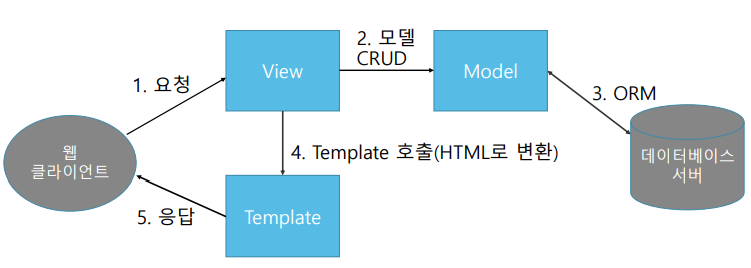 1. 요청
View
2. 모델
CRUD
Model
3. ORM
웹
클라이언트
4. Template 호출(HTML로 변환)
데이터베이스
서버
5. 응답
Template